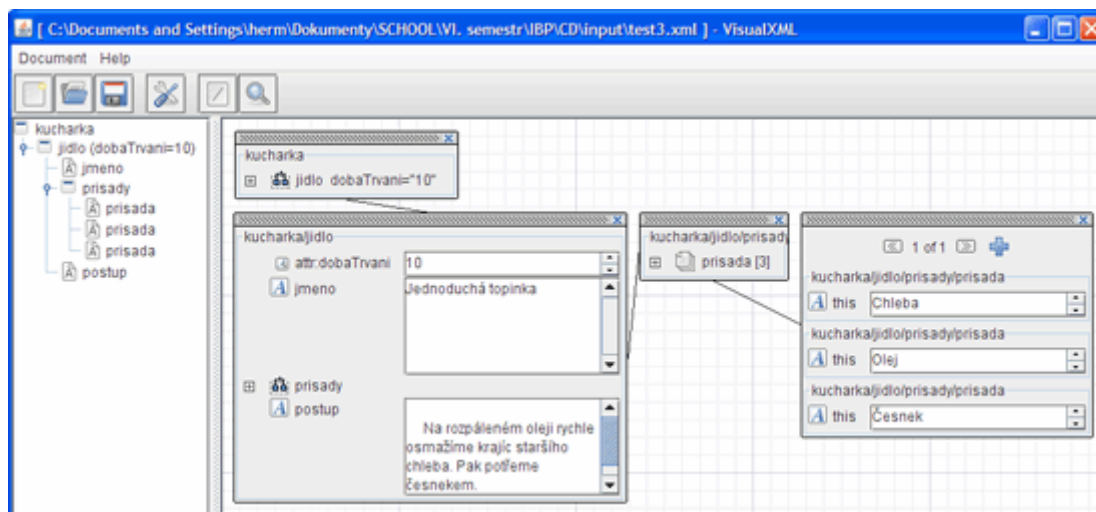 [ C:\Documents and Settings\herm\Dokumenty\SCHOOL\VI. semestr\IBP\CD\input\test3.xml ] - VisualXML
Document Help
kucharka
jidlo (dobaTrvani=10)
jmeno
prisady
prisada
prisada
prisada
postup
kucharka
jidlo dobaTrvani="10"
kucharka/jidlo
attr:dobaTrvani 10
jmeno Jednoduchá topinka
prisady
postup
Na rozpáleném oleji rychle
osmažíme krajíc staršího
chleba. Pak potřeme
česnekem.
kucharka/jidlo/prisady
prisada [3]
1 of 1
kucharka/jidlo/prisady/prisada
this Chleba
kucharka/jidlo/prisady/prisada
this Olej
kucharka/jidlo/prisady/prisada
this Česnek